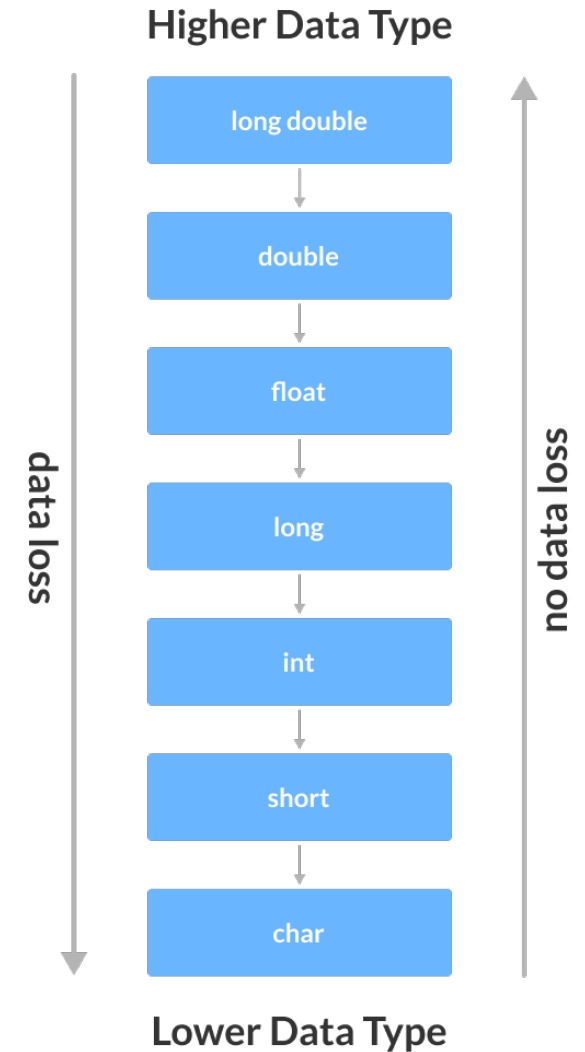 Higher Data Type
long double
double
float
long
int
short
char
data loss
no data loss
Lower Data Type